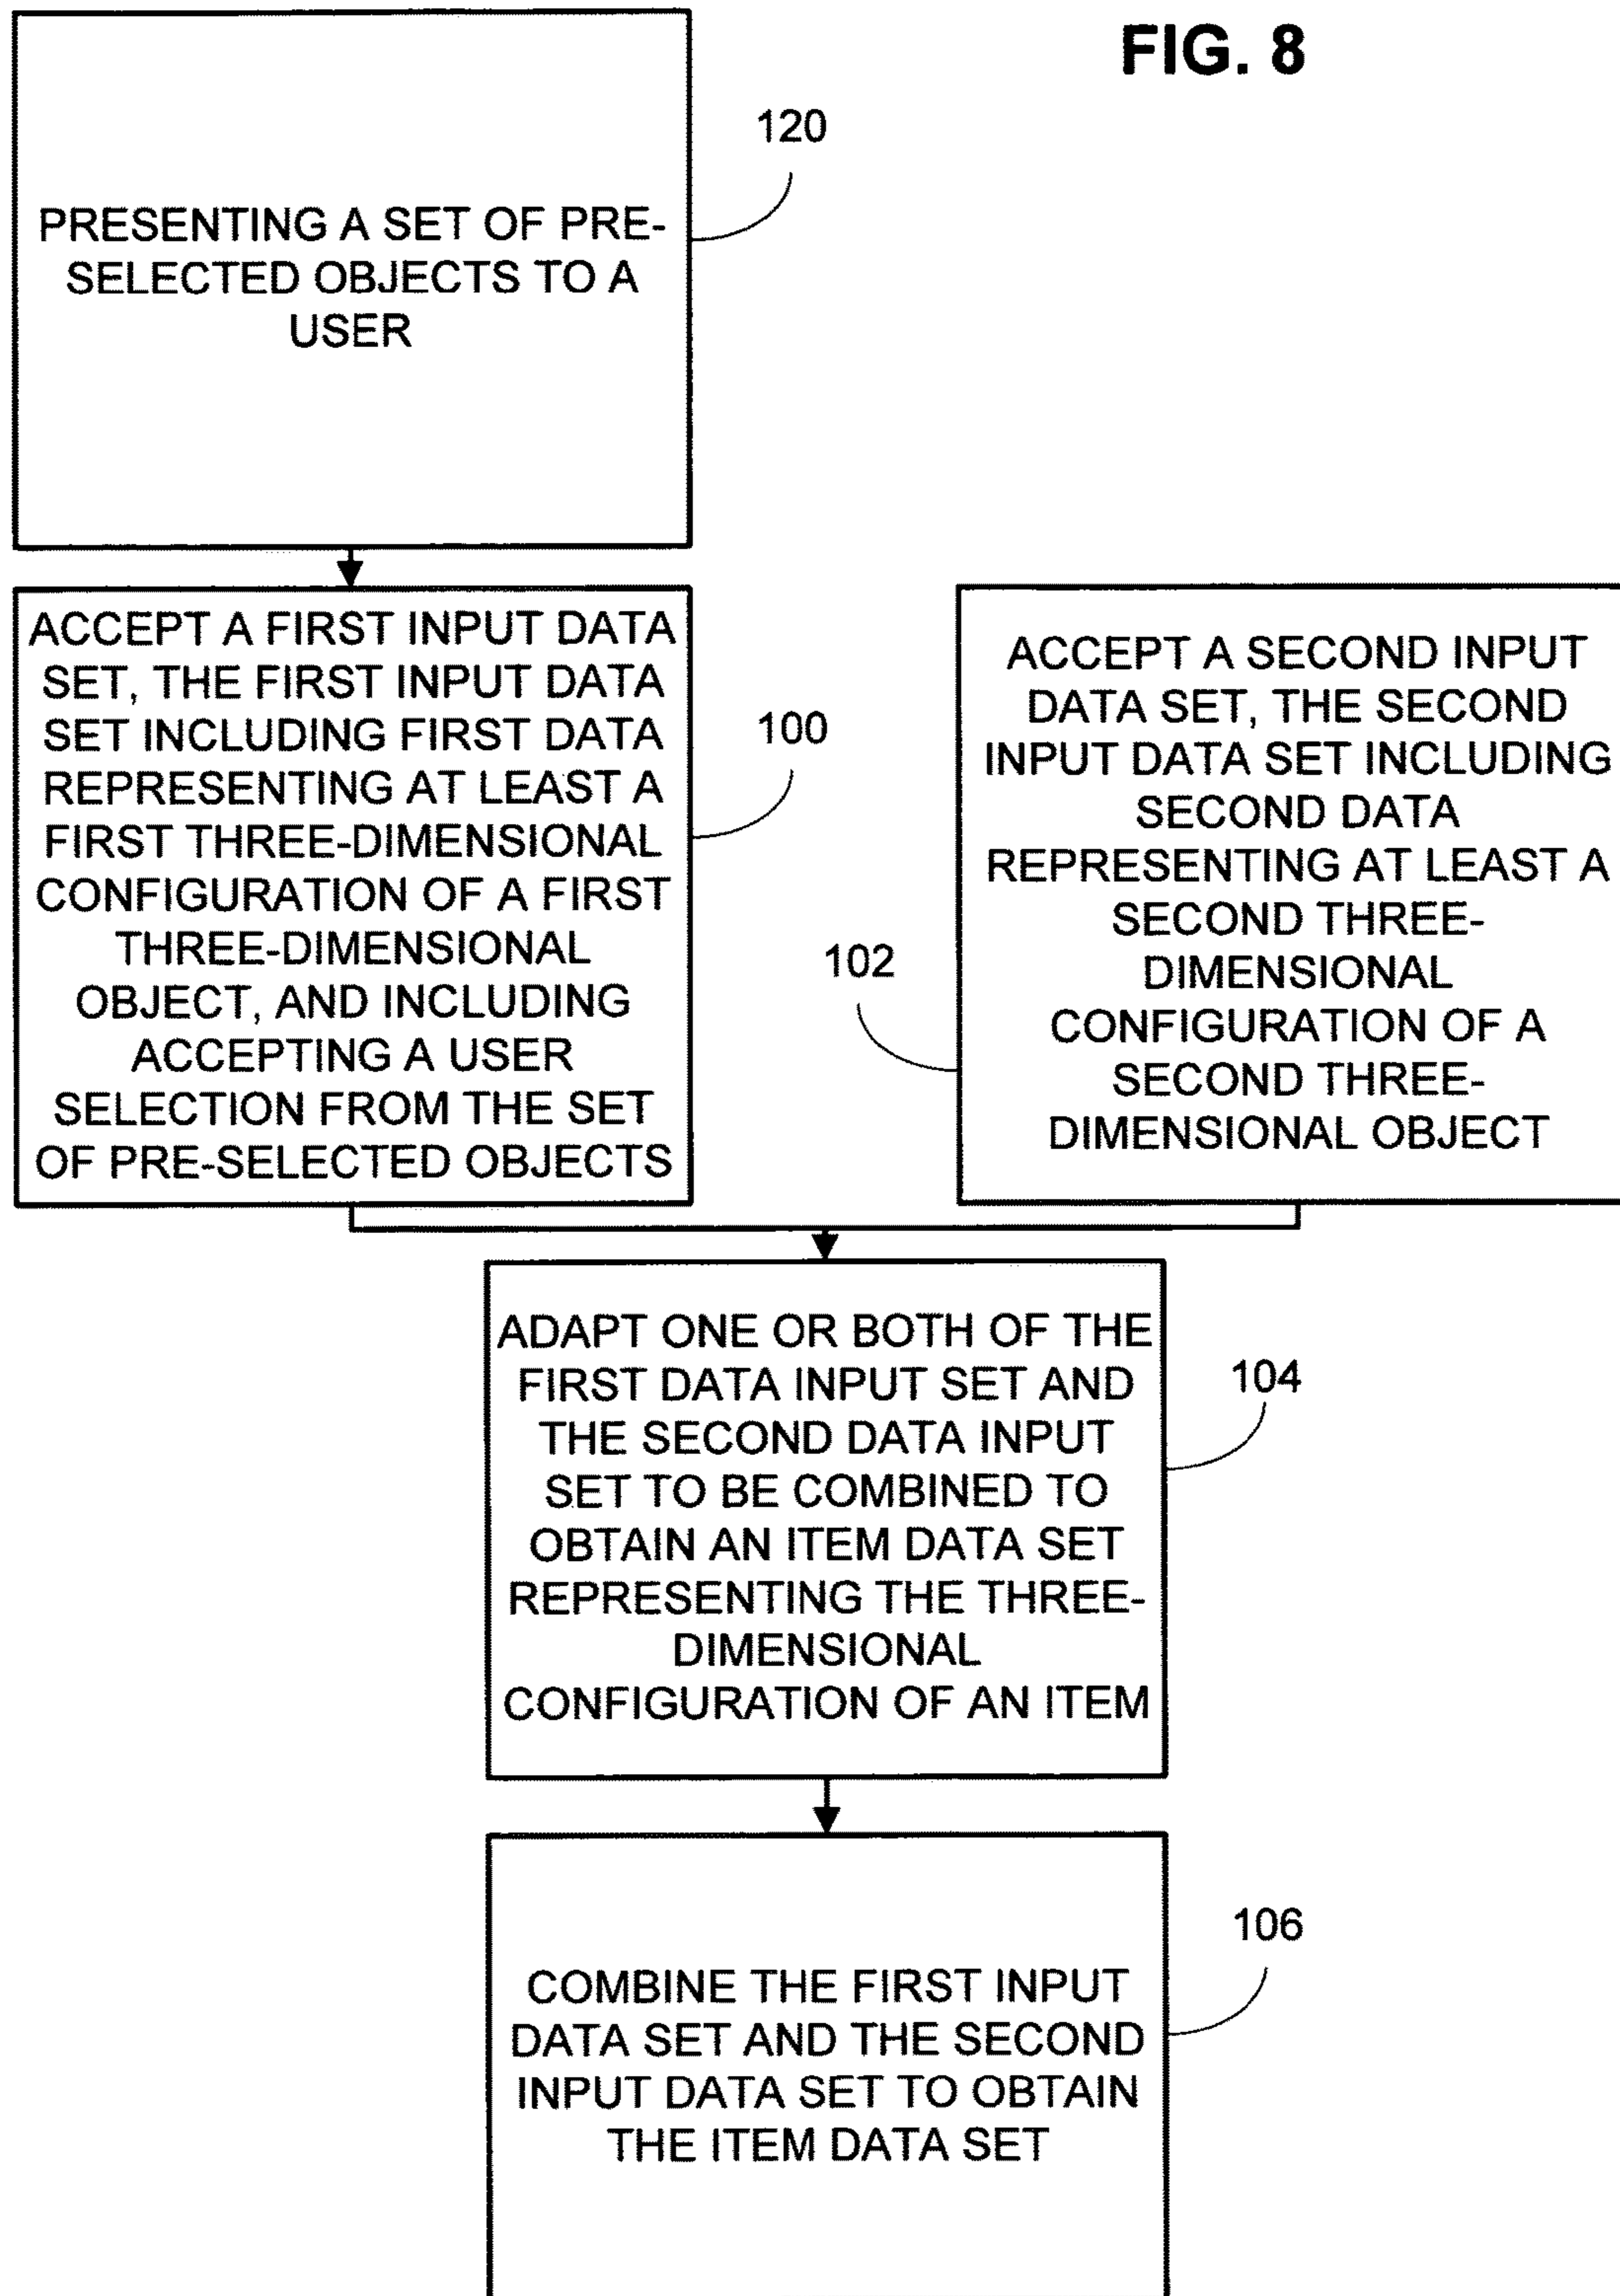 FIG. 8
120
PRESENTING A SET OF PRE-
SELECTED OBJECTS TO A
USER
ACCEPT A FIRST INPUT DATA
SET, THE FIRST INPUT DATA
SET INCLUDING FIRST DATA
REPRESENTING AT LEAST A
FIRST THREE-DIMENSIONAL
CONFIGURATION OF A FIRST
THREE-DIMENSIONAL
OBJECT, AND INCLUDING
ACCEPTING A USER
SELECTION FROM THE SET
OF PRE-SELECTED OBJECTS
100
ACCEPT A SECOND INPUT
DATA SET, THE SECOND
INPUT DATA SET INCLUDING
SECOND DATA
REPRESENTING AT LEAST A
SECOND THREE-
DIMENSIONAL
CONFIGURATION OF A
SECOND THREE-
DIMENSIONAL OBJECT
102
ADAPT ONE OR BOTH OF THE
FIRST DATA INPUT SET AND
THE SECOND DATA INPUT
SET TO BE COMBINED TO
OBTAIN AN ITEM DATA SET
REPRESENTING THE THREE-
DIMENSIONAL
CONFIGURATION OF AN ITEM
104
COMBINE THE FIRST INPUT
DATA SET AND THE SECOND
INPUT DATA SET TO OBTAIN
THE ITEM DATA SET
106